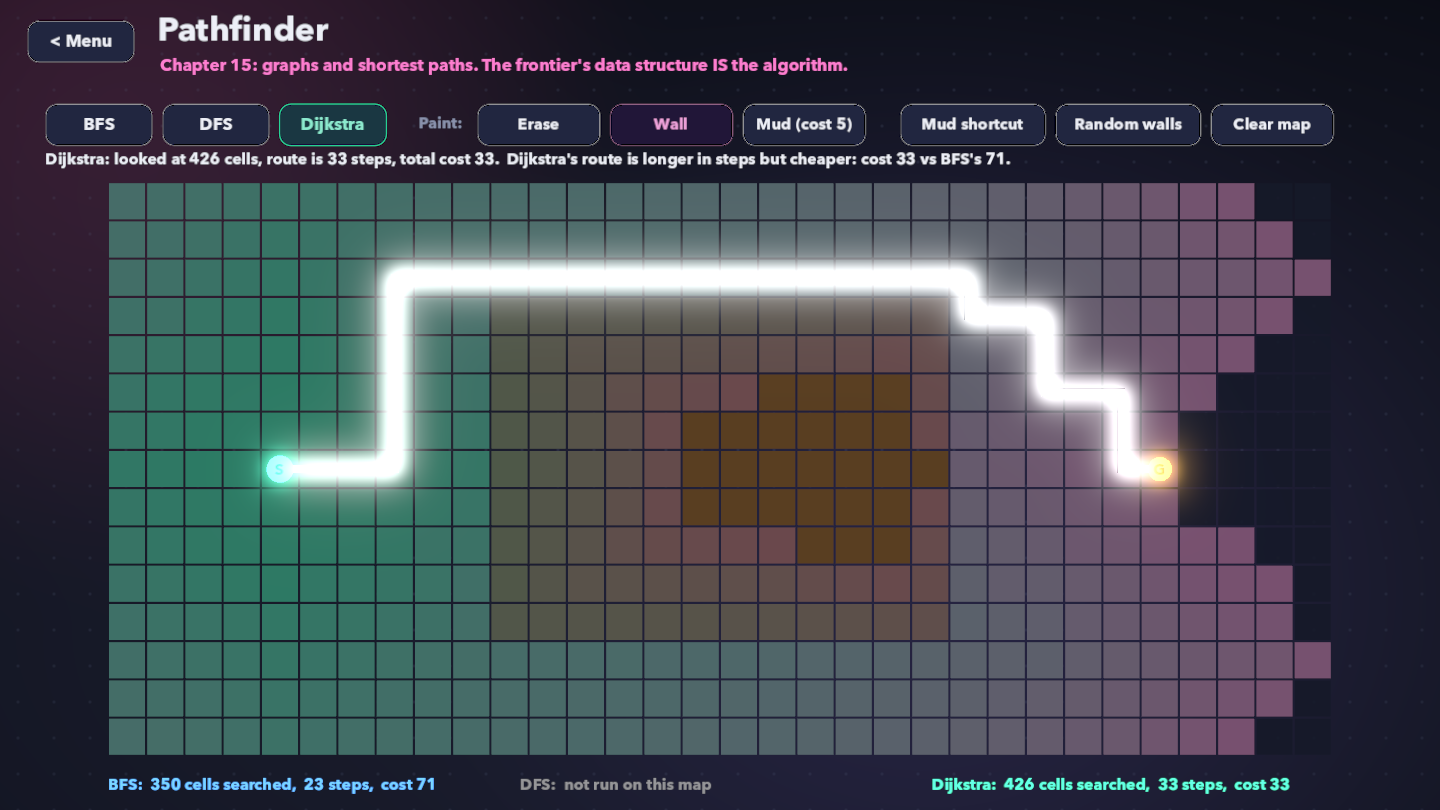 < Menu
Pathfinder
Chapter 15: graphs and shortest paths. The frontier's data structure IS the algorithm.
BFS
DFS
Dijkstra
Paint:
Erase
Wall
Mud (cost 5)
Mud shortcut
Random walls
Clear map
Dijkstra: looked at 426 cells, route is 33 steps, total cost 33. Dijkstra's route is longer in steps but cheaper: cost 33 vs BFS's 71.
S
G
BFS: 350 cells searched, 23 steps, cost 71
DFS: not run on this map
Dijkstra: 426 cells searched, 33 steps, cost 33